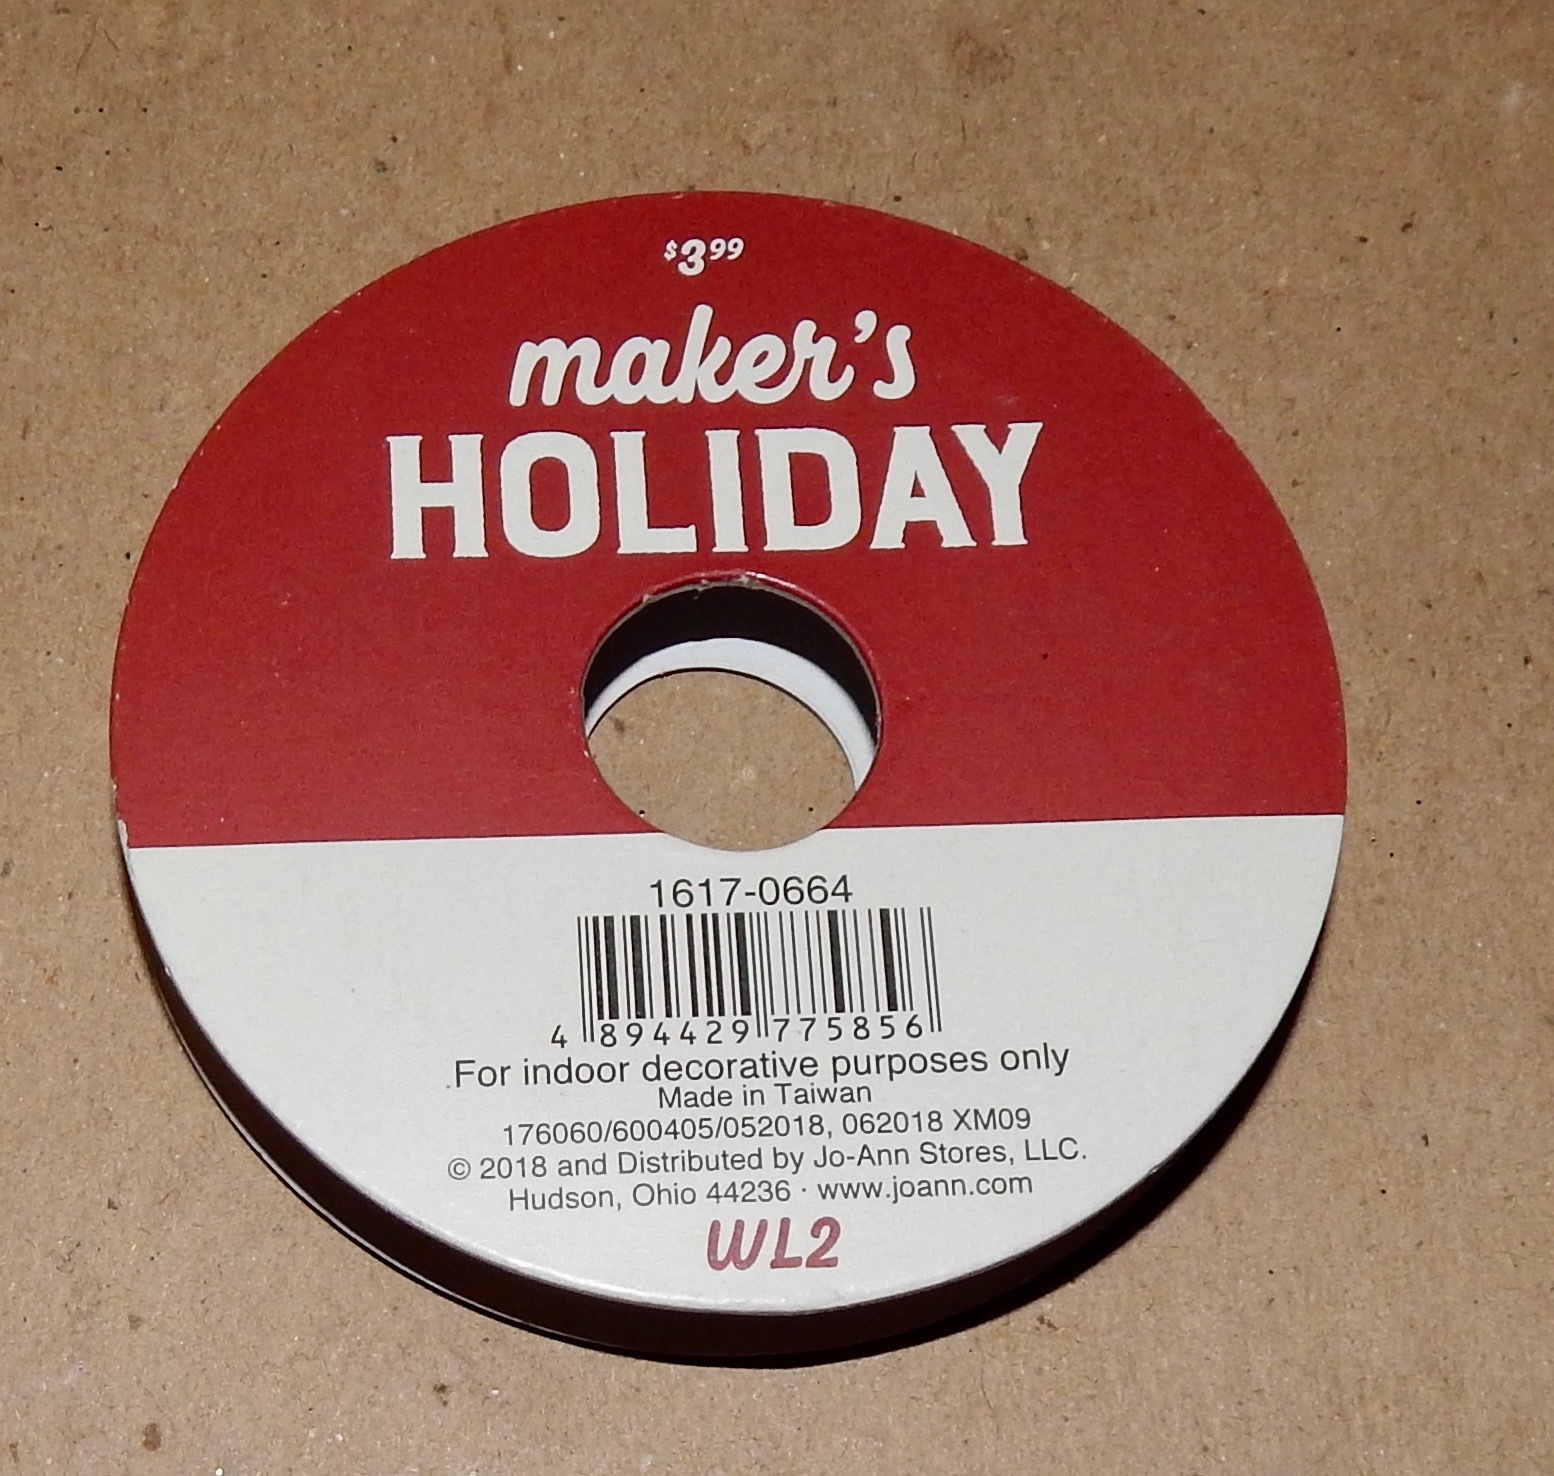 $3.99
maker's
HOLIDAY
1617-0664
4 894429 775856
For indoor decorative purposes only
Made in Taiwan
176060/600405/052018, 062018 XM09
© 2018 and Distributed by Jo-Ann Stores, LLC.
Hudson, Ohio 44236 · www.joann.com
WL2